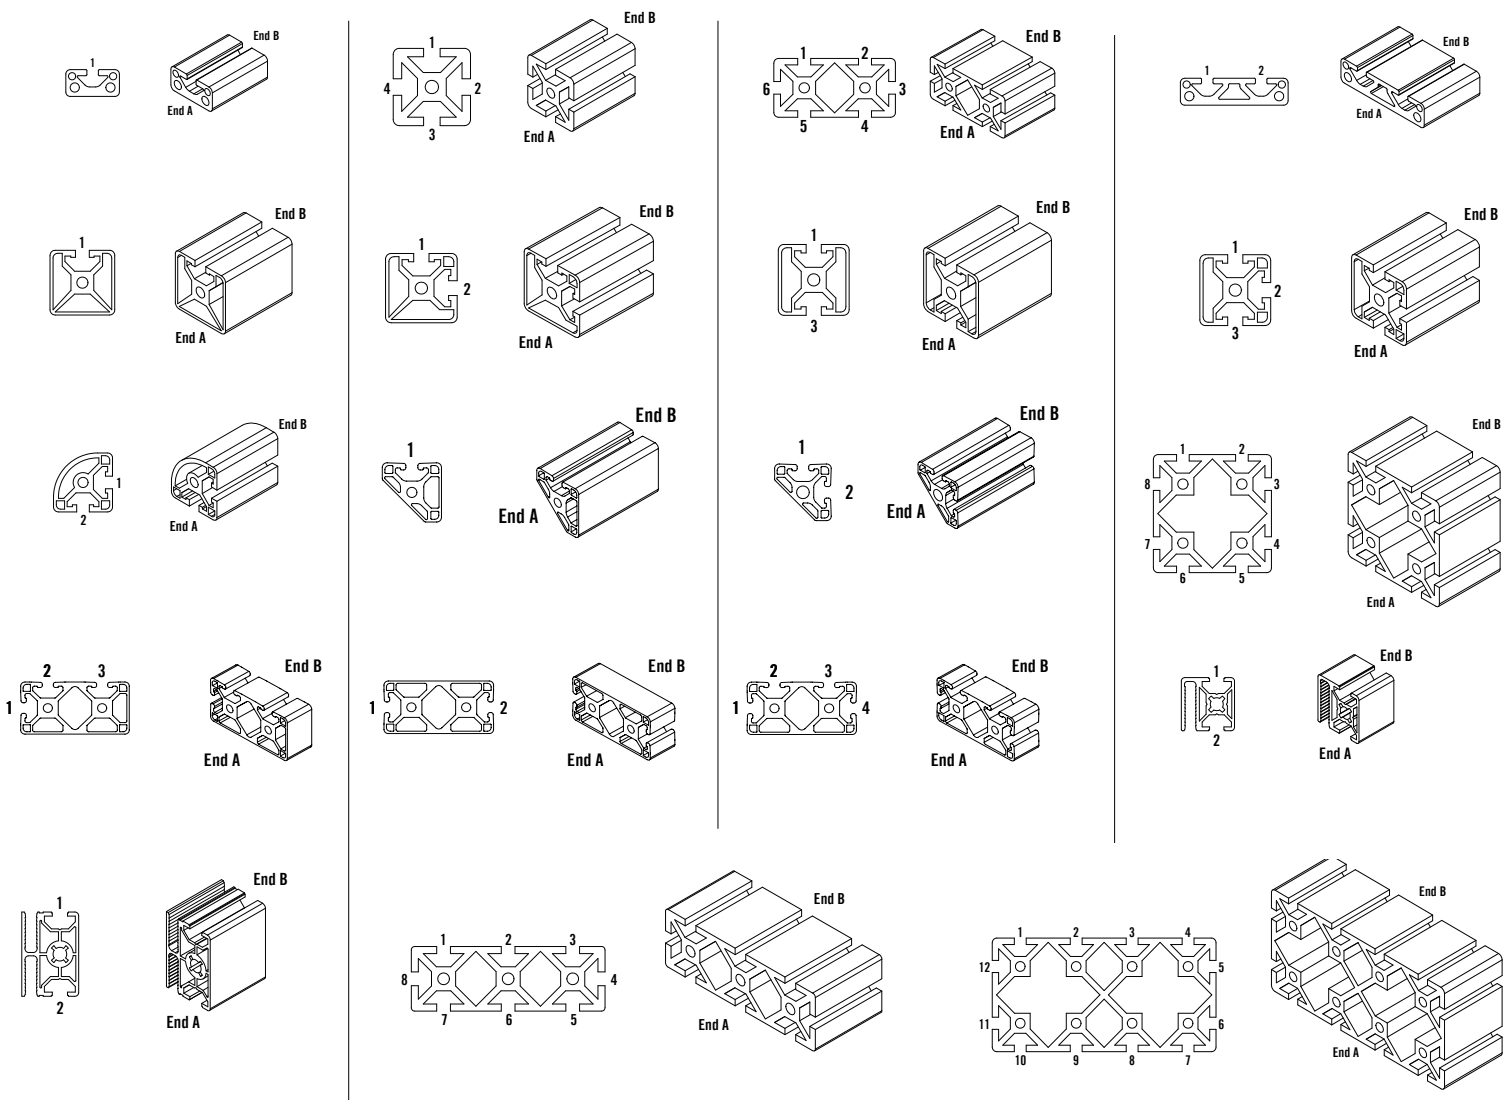 1
End B
End A
1
4 2
3
End B
End A
1 2
6 3
5 4
End B
End A
1 2
End B
End A
1
End B
End A
1
2
End B
End A
1
3
End B
End A
1
2
3
End B
End A
1
2
End B
End A
1
End B
End A
1
2
End B
End A
1 2
8 3
7 4
6 5
End B
End A
2 3
1
End B
End A
1 2
End B
End A
2 3
1 4
End B
End A
1
2
End B
End A
1
2
End B
End A
1 2 3
8 4
7 6 5
End B
End A
1 2 3 4
12 5
11 6
10 9 8 7
End B
End A